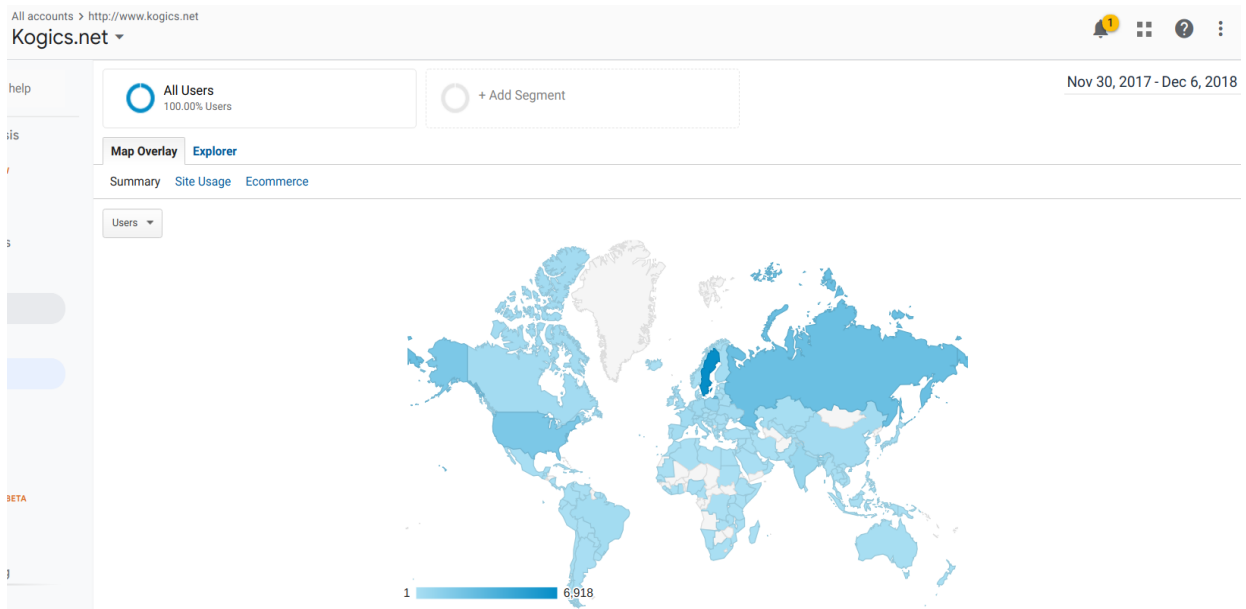 All accounts > http://www.kogics.net
Kogics.net
1
help
Nov 30, 2017 - Dec 6, 2018
All Users
100.00% Users
+ Add Segment
sis
Map Overlay Explorer
Summary Site Usage Ecommerce
Users
s
BETA
g
1 6,918